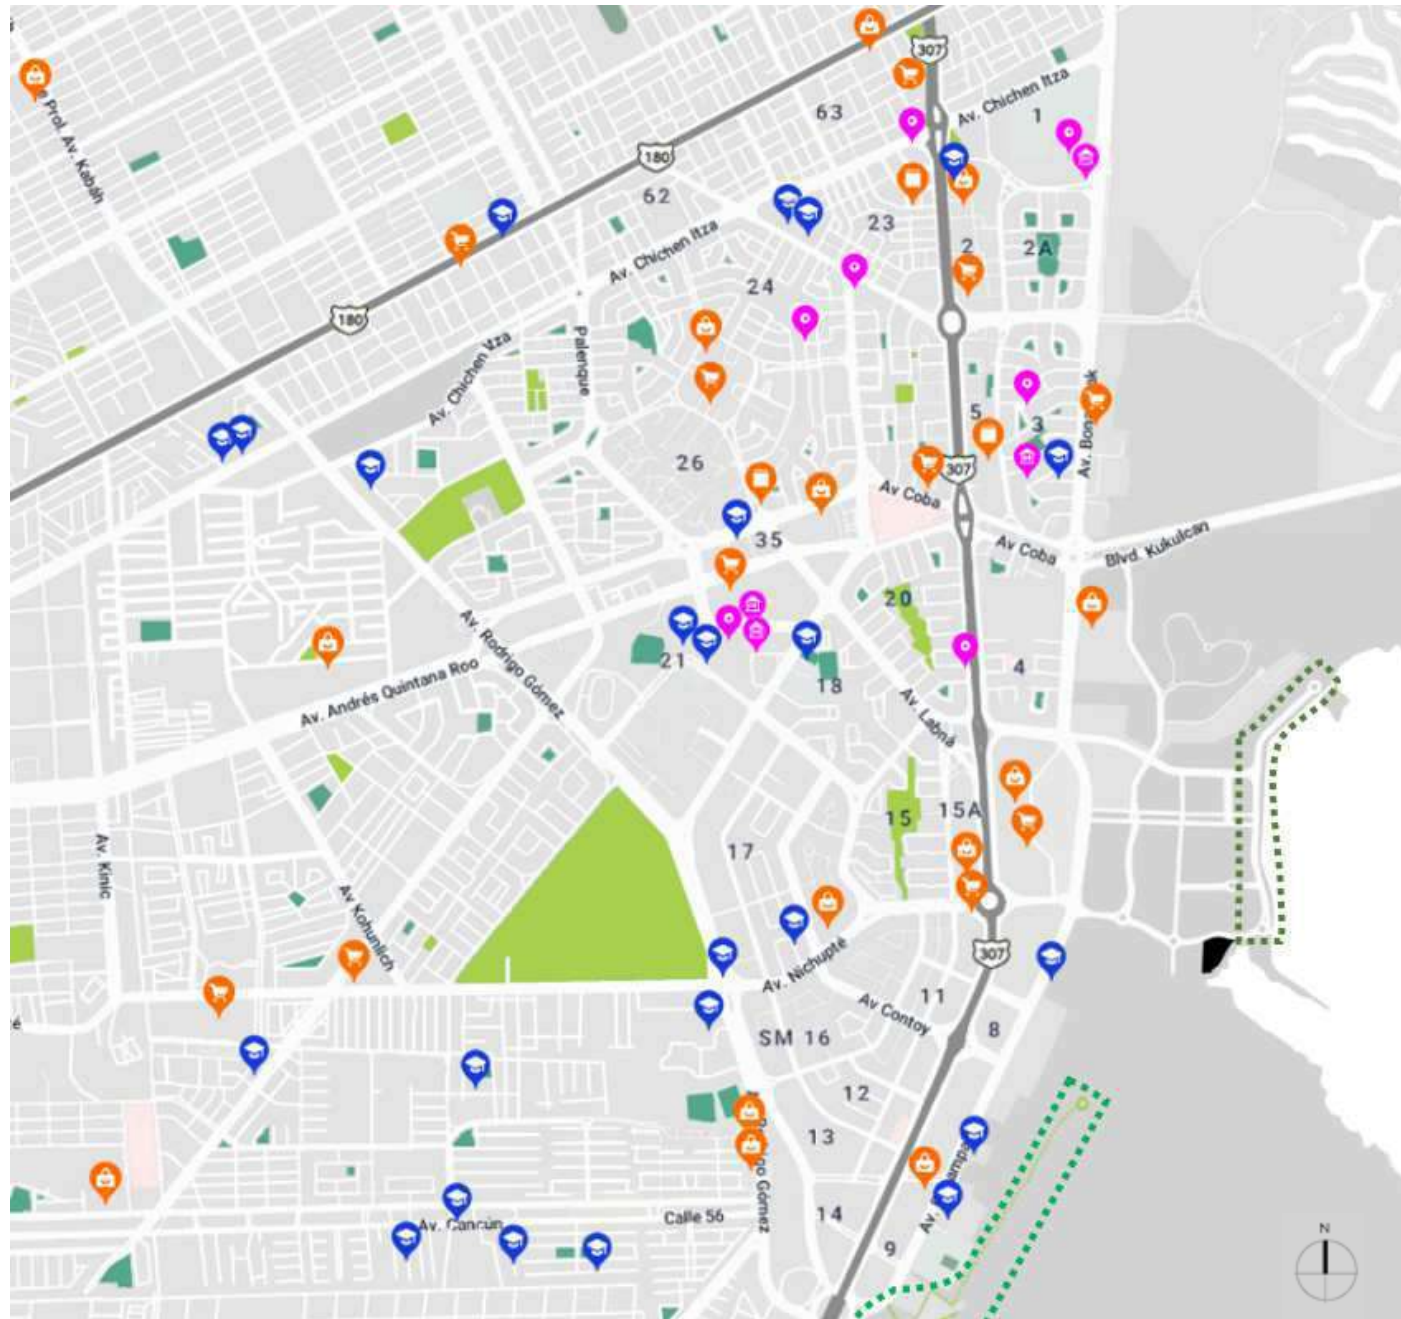 307
Prol. Av. Kabáh
63
Av. Chichen Itza
1
180
62
23
Av. Chichen Itza
2
2A
24
180
Palenque
Av. Chichen Itza
5
3
26
307
Av Coba
35
Av Coba
Blvd. Kukulcan
20
Av. Rodrigo Gómez
21
18
4
Av. Andrés Quintana Roo
Av. Labná
15
15A
17
Av. Kinic
Av Kohunlich
Av. Nichupté
307
11
Av Contoy
8
é
SM 16
12
13
Gómez
Calle 56
14
Av. Cancún
Av.
9
N